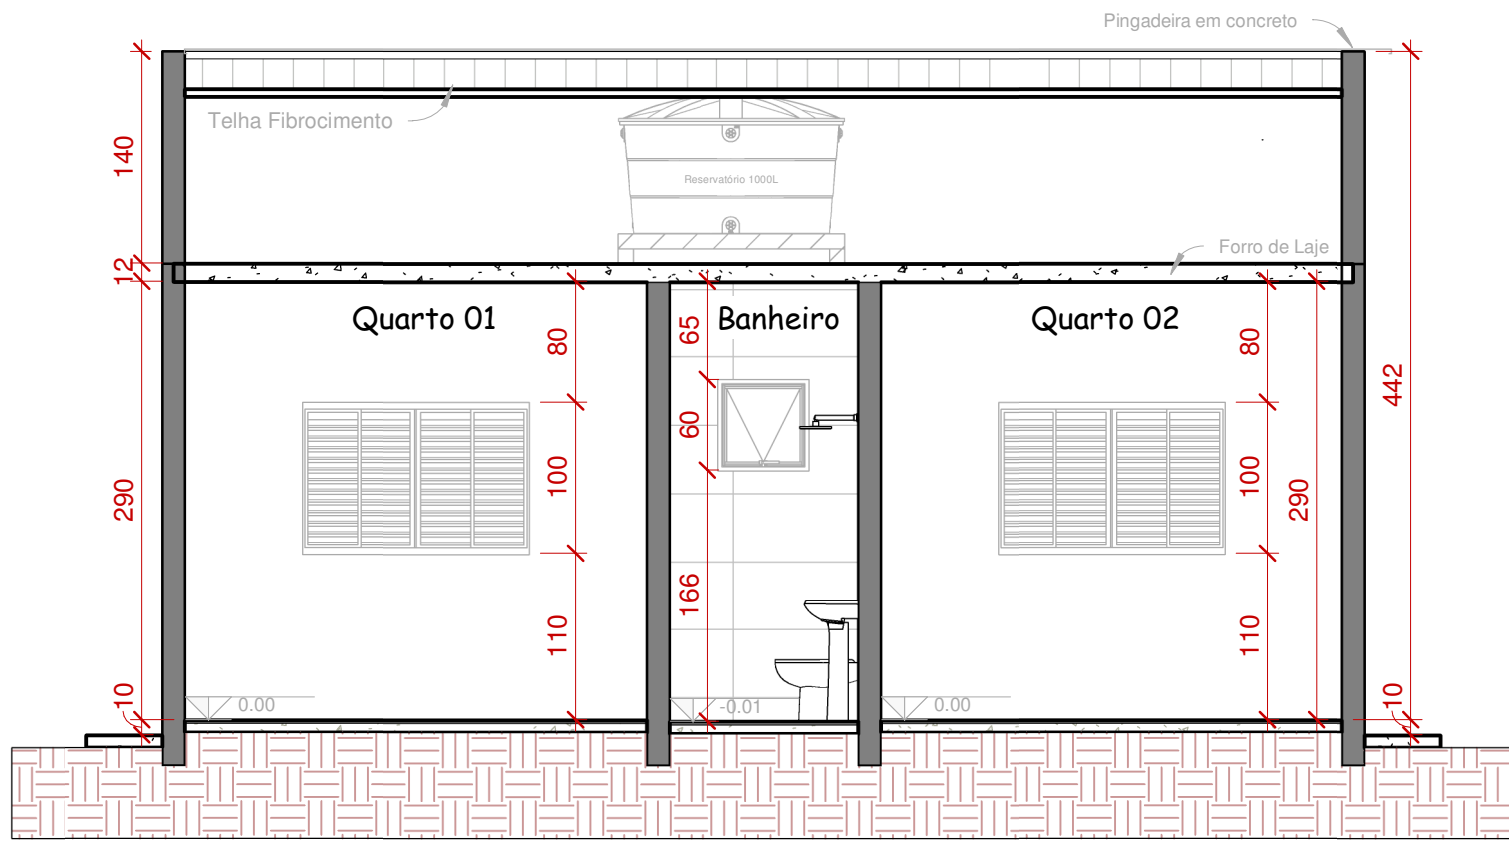 Pingadeira em concreto
Telha Fibrocimento
140
Reservatório 1000L
Forro de Laje
12
Quarto 01
Banheiro
Quarto 02
80
65
80
442
60
100
100
290
290
166
110
110
10
0.00
-0.01
0.00
10